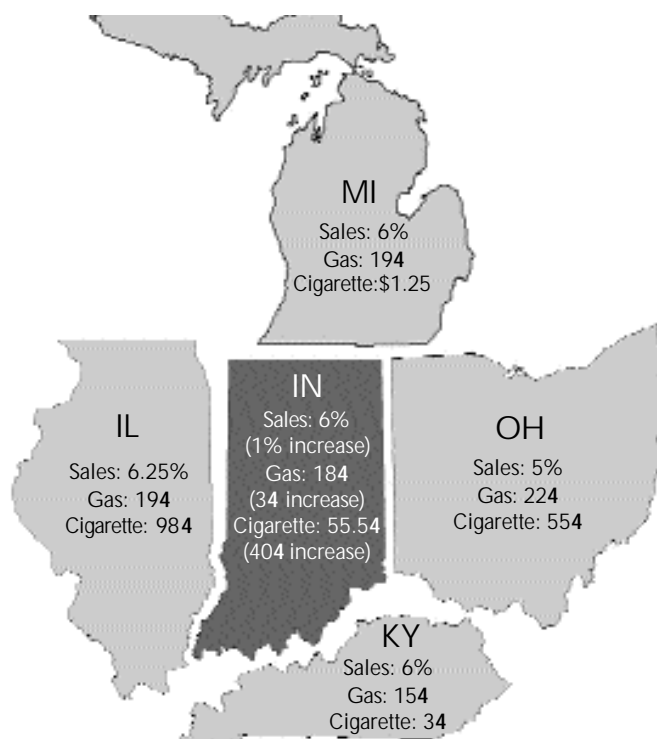 MI
Sales: 6%
Gas: 194
Cigarette:$1.25
IL
Sales: 6.25%
Gas: 194
Cigarette: 984
IN
Sales: 6%
(1% increase)
Gas: 184
(34 increase)
Cigarette: 55.54
(404 increase)
OH
Sales: 5%
Gas: 224
Cigarette: 554
KY
Sales: 6%
Gas: 154
Cigarette: 34